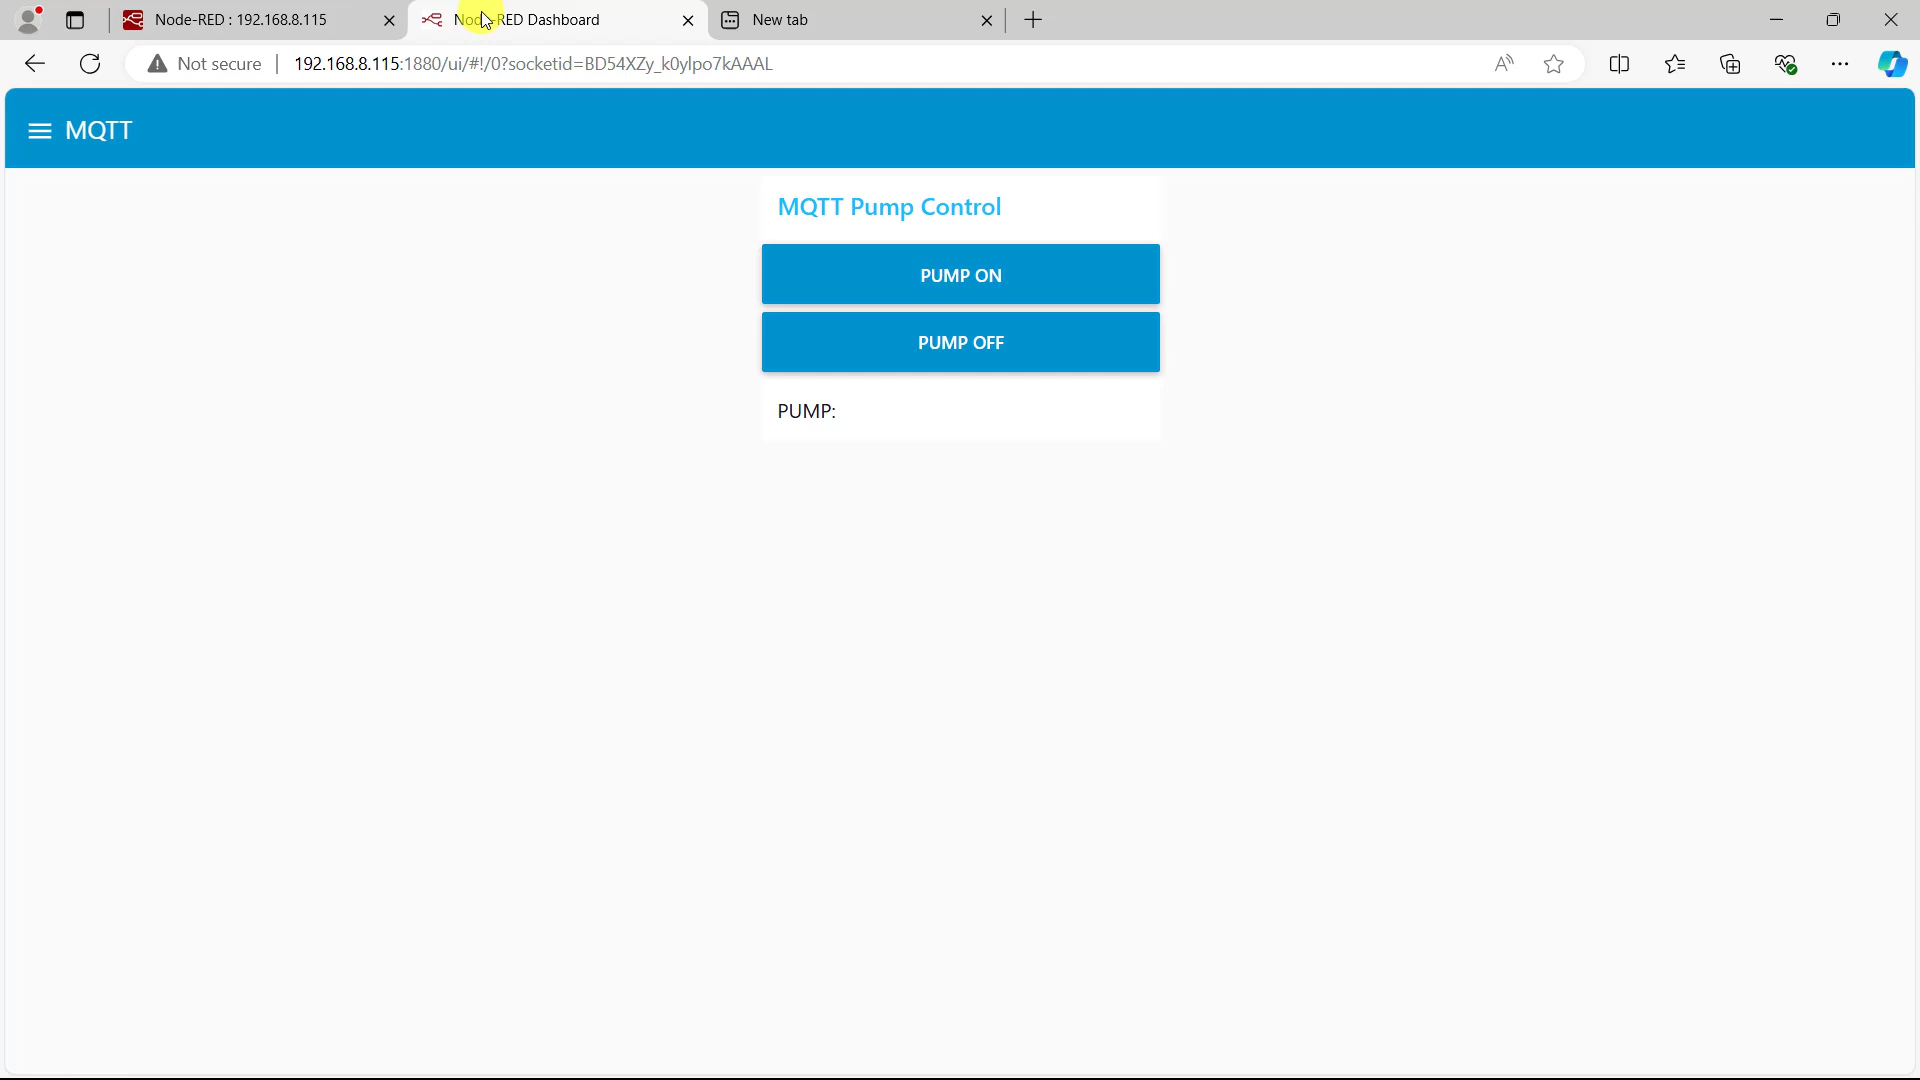 Node-RED : 192.168.8.115
Node-RED Dashboard
New tab
Not secure
192.168.8.115:1880/ui/#!/0?socketid=BD54XZy_k0ylpo7kAAAL
MQTT
MQTT Pump Control
PUMP ON
PUMP OFF
PUMP: